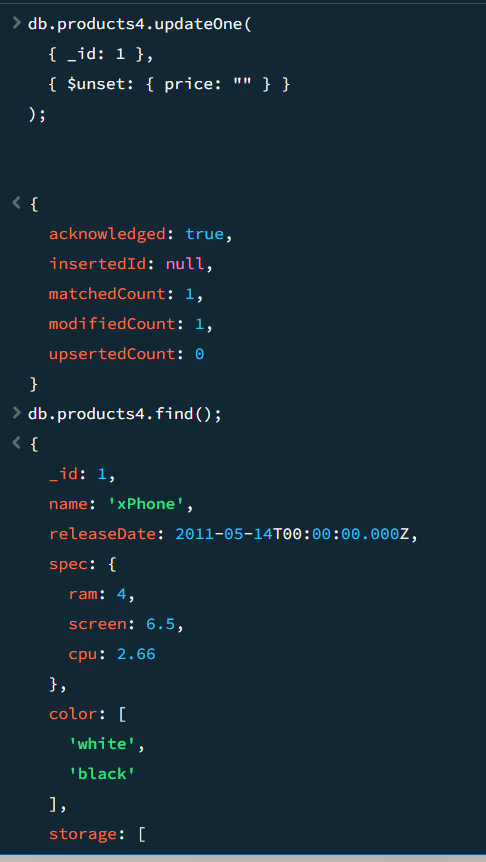 > db.products4.updateOne(
{ _id: 1 },
{ $unset: { price: "" } }
);
< {
acknowledged: true,
insertedId: null,
matchedCount: 1,
modifiedCount: 1,
upsertedCount: 0
}
> db.products4.find();
< {
_id: 1,
name: 'xPhone',
releaseDate: 2011-05-14T00:00:00.000Z,
spec: {
ram: 4,
screen: 6.5,
cpu: 2.66
},
color: [
'white',
'black'
],
storage: [